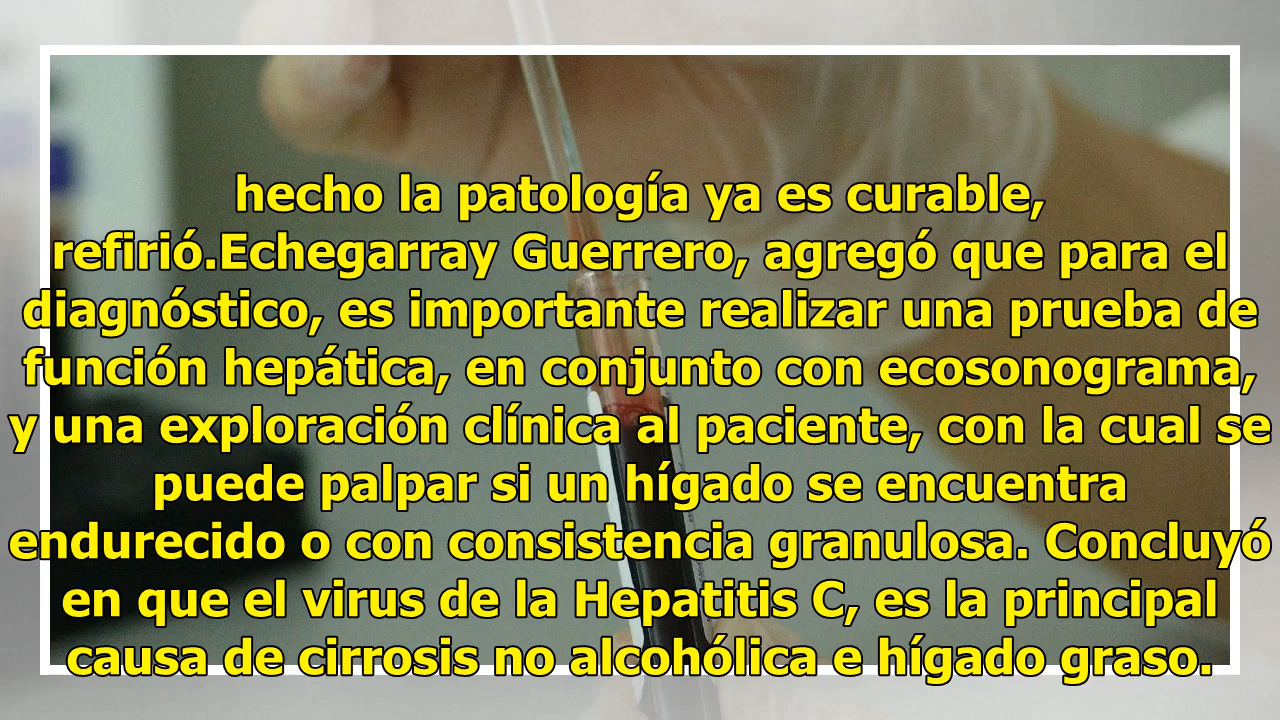 hecho la patología ya es curable,
refirió.Echegarray Guerrero, agregó que para el
diagnóstico, es importante realizar una prueba de
función hepática, en conjunto con ecosonograma,
y una exploración clínica al paciente, con la cual se
puede palpar si un hígado se encuentra
endurecido o con consistencia granulosa. Concluyó
en que el virus de la Hepatitis C, es la principal
causa de cirrosis no alcohólica e hígado graso.